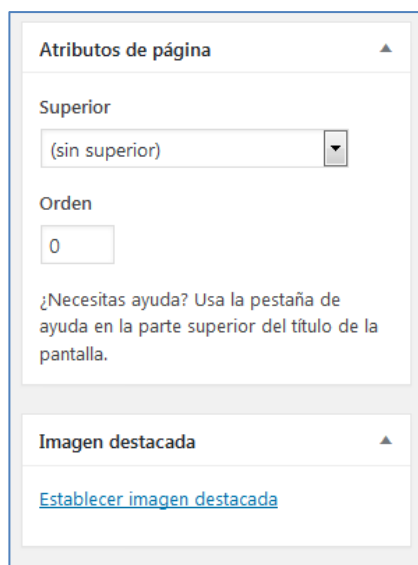 Atributos de página
Superior
(sin superior)
Orden
0
¿Necesitas ayuda? Usa la pestaña de
ayuda en la parte superior del título de la
pantalla.
Imagen destacada
Establecer imagen destacada